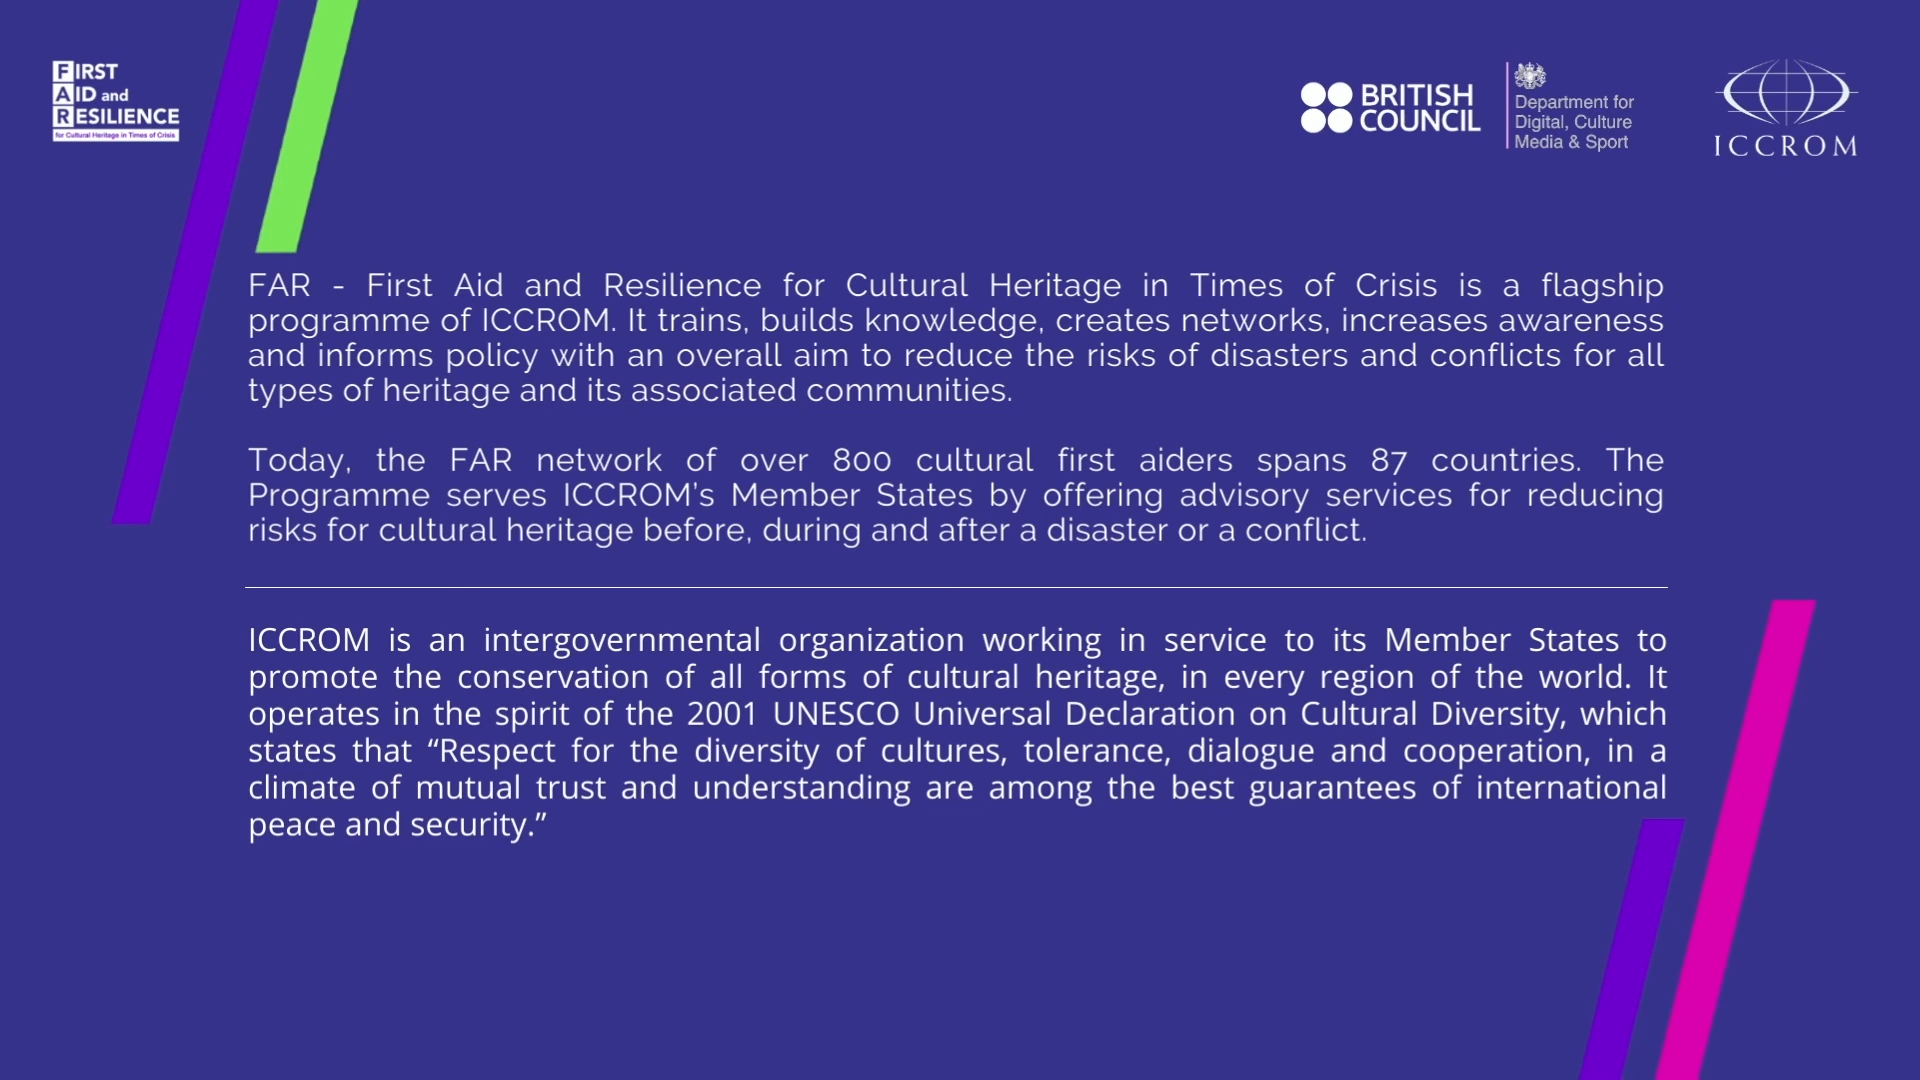 FIRST
AID and
RESILIENCE
for Cultural Heritage in Times of Crisis
BRITISH
COUNCIL
Department for
Digital, Culture
Media & Sport
ICCROM
FAR - First Aid and Resilience for Cultural Heritage in Times of Crisis is a flagship
programme of ICCROM. It trains, builds knowledge, creates networks, increases awareness
and informs policy with an overall aim to reduce the risks of disasters and conflicts for all
types of heritage and its associated communities.
Today, the FAR network of over 800 cultural first aiders spans 87 countries. The
Programme serves ICCROM’s Member States by offering advisory services for reducing
risks for cultural heritage before, during and after a disaster or a conflict.
ICCROM is an intergovernmental organization working in service to its Member States to
promote the conservation of all forms of cultural heritage, in every region of the world. It
operates in the spirit of the 2001 UNESCO Universal Declaration on Cultural Diversity, which
states that “Respect for the diversity of cultures, tolerance, dialogue and cooperation, in a
climate of mutual trust and understanding are among the best guarantees of international
peace and security.”